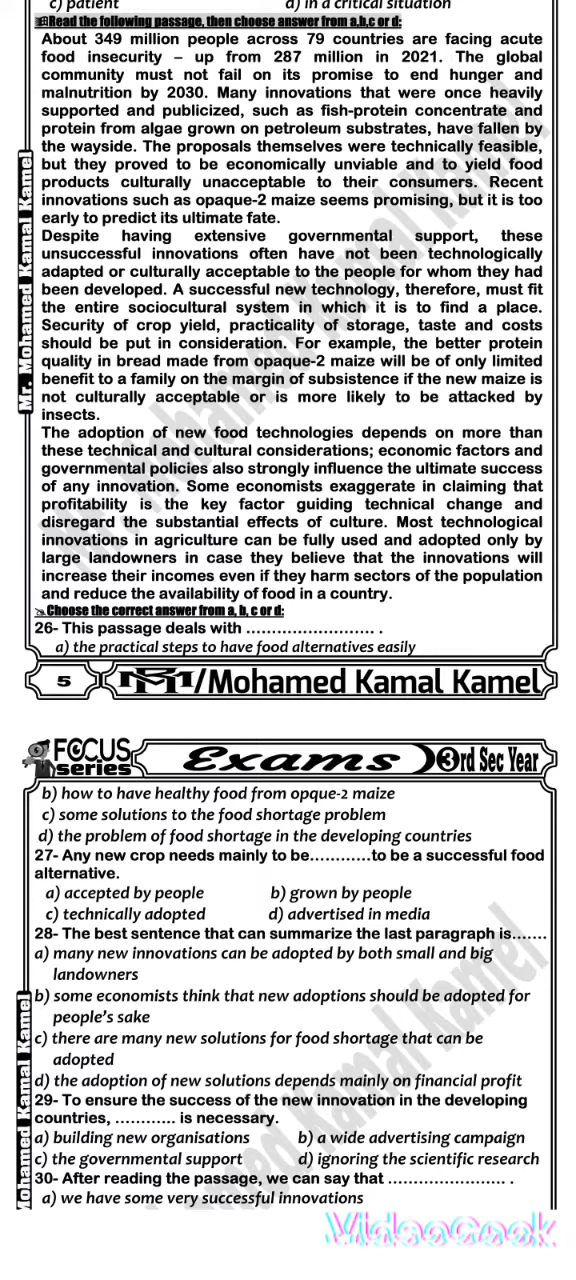 c) patient d) in a critical situation
Read the following passage, then choose answer from a,b,c or d:
About 349 million people across 79 countries are facing acute
food insecurity – up from 287 million in 2021. The global
community must not fail on its promise to end hunger and
malnutrition by 2030. Many innovations that were once heavily
supported and publicized, such as fish-protein concentrate and
protein from algae grown on petroleum substrates, have fallen by
the wayside. The proposals themselves were technically feasible,
but they proved to be economically unviable and to yield food
products culturally unacceptable to their consumers. Recent
innovations such as opaque-2 maize seems promising, but it is too
early to predict its ultimate fate.
Despite having extensive governmental support, these
unsuccessful innovations often have not been technologically
adapted or culturally acceptable to the people for whom they had
been developed. A successful new technology, therefore, must fit
the entire sociocultural system in which it is to find a place.
Security of crop yield, practicality of storage, taste and costs
should be put in consideration. For example, the better protein
quality in bread made from opaque-2 maize will be of only limited
benefit to a family on the margin of subsistence if the new maize is
not culturally acceptable or is more likely to be attacked by
insects.
The adoption of new food technologies depends on more than
these technical and cultural considerations; economic factors and
governmental policies also strongly influence the ultimate success
of any innovation. Some economists exaggerate in claiming that
profitability is the key factor guiding technical change and
disregard the substantial effects of culture. Most technological
innovations in agriculture can be fully used and adopted only by
large landowners in case they believe that the innovations will
increase their incomes even if they harm sectors of the population
and reduce the availability of food in a country.
Choose the correct answer from a, b, c or d:
26- This passage deals with .......................... .
a) the practical steps to have food alternatives easily
Mr. Mohamed Kamal Kamel
Mr. Mohamed Kamal Kamel
5 Mr/Mohamed Kamal Kamel
FOCUS
series Exams 3rd Sec Year
b) how to have healthy food from opque-2 maize
c) some solutions to the food shortage problem
d) the problem of food shortage in the developing countries
27- Any new crop needs mainly to be............to be a successful food
alternative.
a) accepted by people b) grown by people
c) technically adopted d) advertised in media
28- The best sentence that can summarize the last paragraph is.......
a) many new innovations can be adopted by both small and big
landowners
b) some economists think that new adoptions should be adopted for
people's sake
c) there are many new solutions for food shortage that can be
adopted
d) the adoption of new solutions depends mainly on financial profit
29- To ensure the success of the new innovation in the developing
countries, ............ is necessary.
a) building new organisations b) a wide advertising campaign
c) the governmental support d) ignoring the scientific research
30- After reading the passage, we can say that ........................ .
a) we have some very successful innovations
Mohamed Kamal Kamel
Kamal Kamel
VideoCook